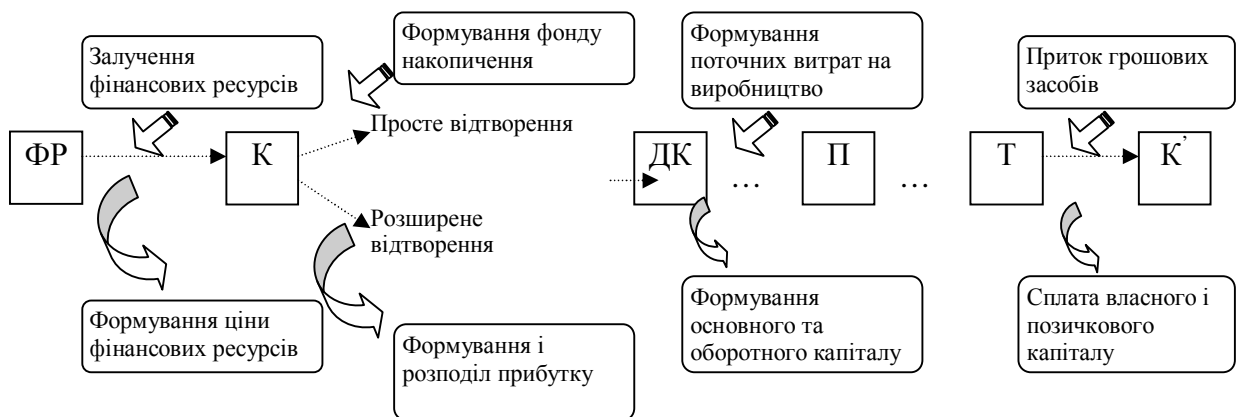 Залучення
фінансових ресурсів
Формування фонду
накопичення
Формування
поточних витрат на
виробництво
Приток грошових
засобів
ФР
К
Просте відтворення
Розширене
відтворення
ДК
…
П
…
Т
К’
Формування ціни
фінансових ресурсів
Формування і
розподіл прибутку
Формування
основного та
оборотного капіталу
Сплата власного і
позичкового
капіталу